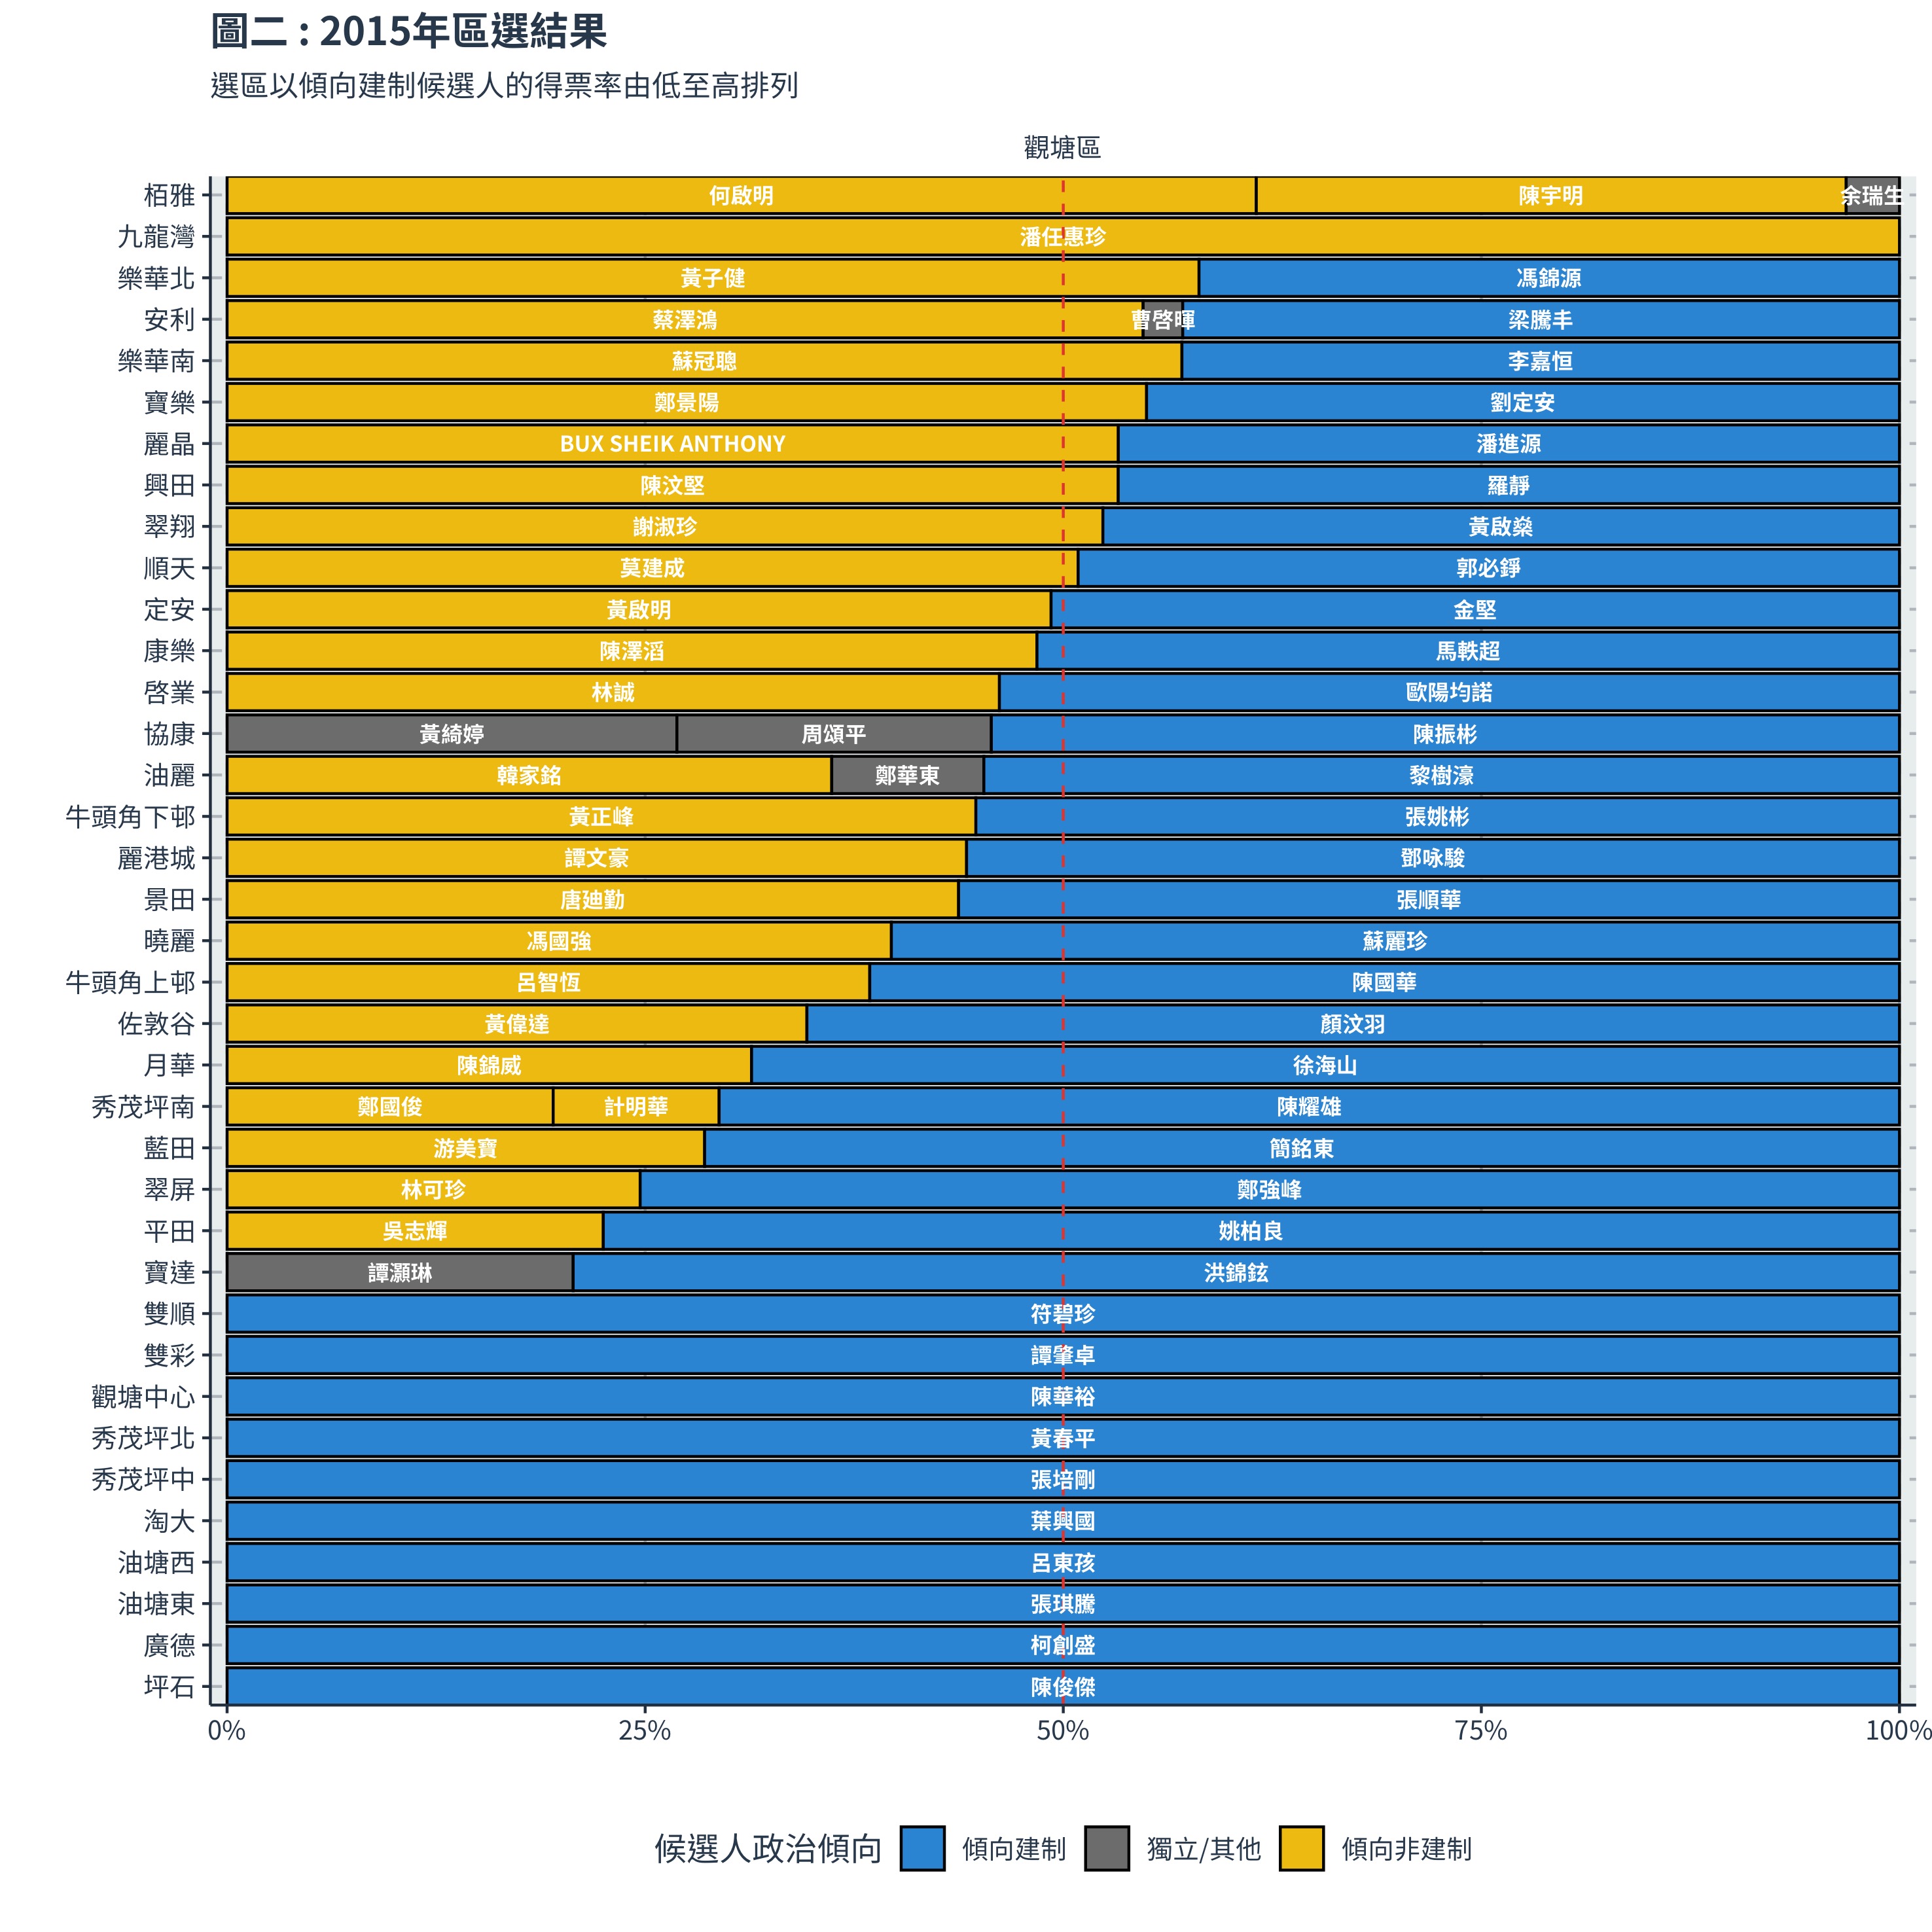 圖二 : 2015年區選結果
選區以傾向建制候選人的得票率由低至高排列
觀塘區
栢雅 何啟明 陳宇明 余瑞生
九龍灣 潘任惠珍
樂華北 黃子健 馮錦源
安利 蔡澤鴻 曹啓暉 梁騰丰
樂華南 蘇冠聰 李嘉恒
寶樂 鄭景陽 劉定安
麗晶 BUX SHEIK ANTHONY 潘進源
興田 陳汶堅 羅靜
翠翔 謝淑珍 黃啟燊
順天 莫建成 郭必錚
定安 黃啟明 金堅
康樂 陳澤滔 馬軼超
啓業 林誠 歐陽均諾
協康 黃綺婷 周頌平 陳振彬
油麗 韓家銘 鄭華東 黎樹濠
牛頭角下邨 黃正峰 張姚彬
麗港城 譚文豪 鄧咏駿
景田 唐廸勤 張順華
曉麗 馮國強 蘇麗珍
牛頭角上邨 呂智恆 陳國華
佐敦谷 黃偉達 顏汶羽
月華 陳錦威 徐海山
秀茂坪南 鄭國俊 計明華 陳耀雄
藍田 游美寶 簡銘東
翠屏 林可珍 鄭強峰
平田 吳志輝 姚柏良
寶達 譚灝琳 洪錦鉉
雙順 符碧珍
雙彩 譚肇卓
觀塘中心 陳華裕
秀茂坪北 黃春平
秀茂坪中 張培剛
淘大 葉興國
油塘西 呂東孩
油塘東 張琪騰
廣德 柯創盛
坪石 陳俊傑
0% 25% 50% 75% 100%
候選人政治傾向 傾向建制 獨立/其他 傾向非建制